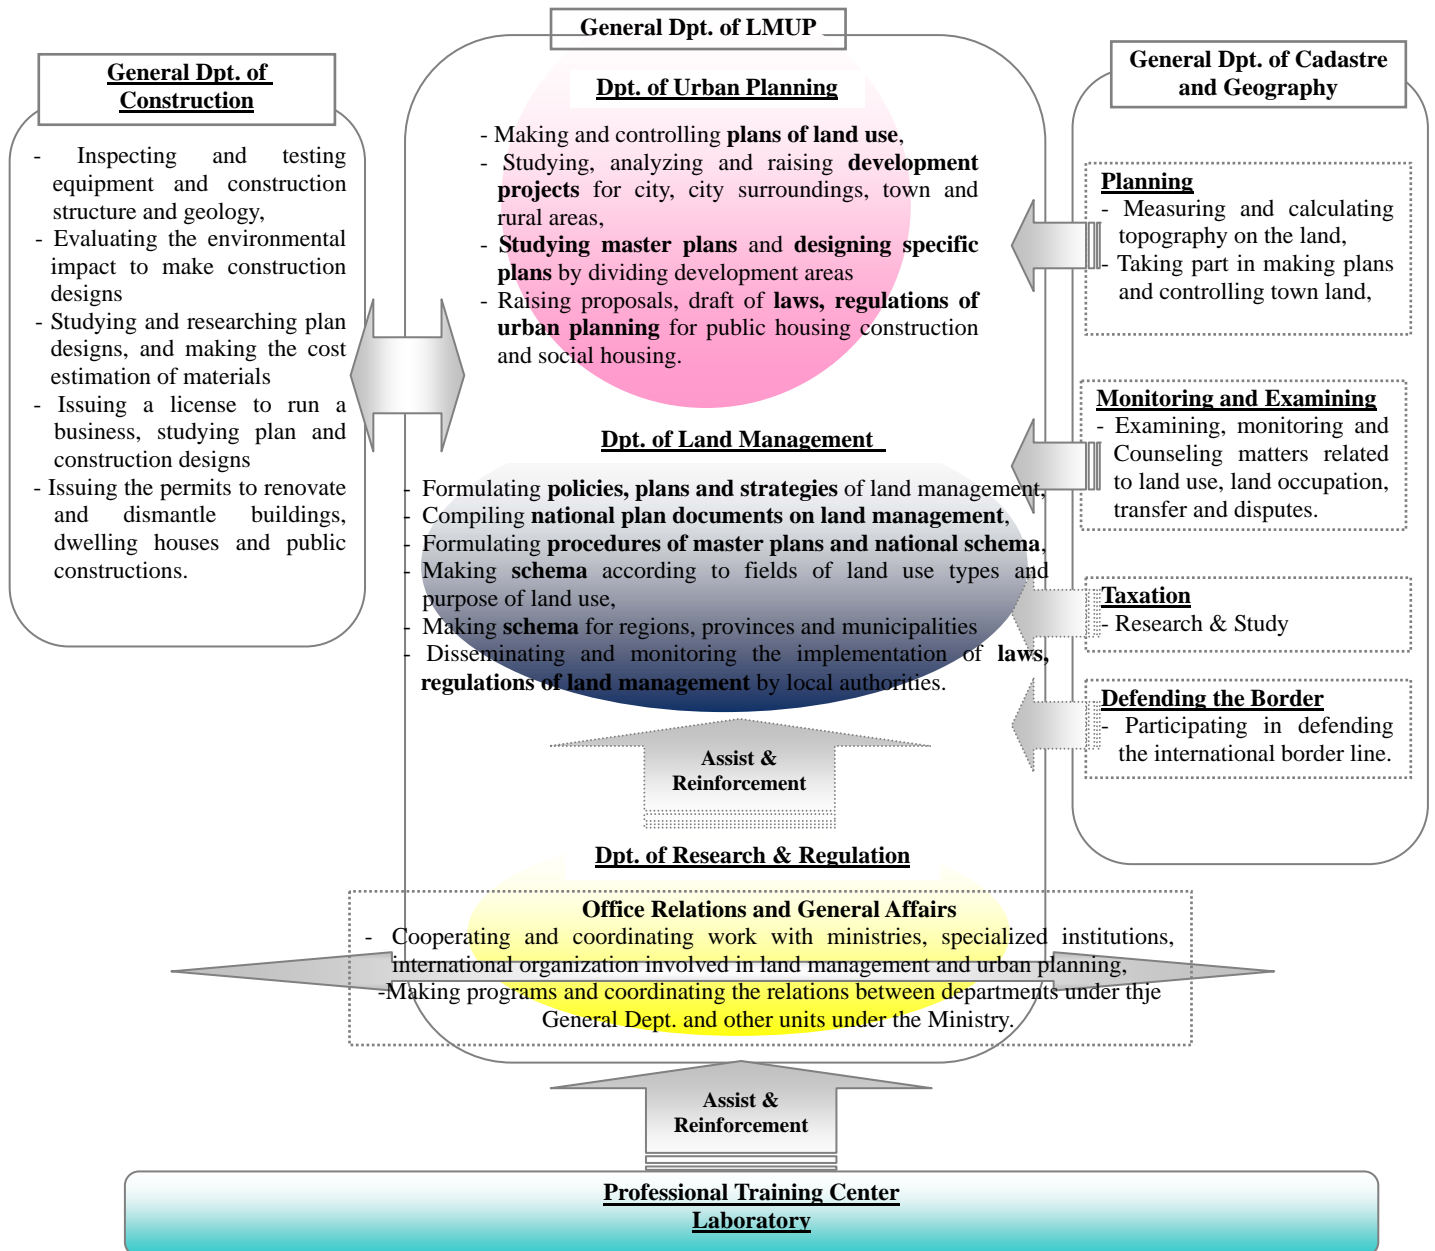 General Dpt. of LMUP
General Dpt. of
Construction
- Inspecting and testing
equipment and construction
structure and geology,
- Evaluating the environmental
impact to make construction
designs
- Studying and researching plan
designs, and making the cost
estimation of materials
- Issuing a license to run a
business, studying plan and
construction designs
- Issuing the permits to renovate
and dismantle buildings,
dwelling houses and public
constructions.
Dpt. of Urban Planning
- Making and controlling plans of land use,
- Studying, analyzing and raising development
projects for city, city surroundings, town and
rural areas,
- Studying master plans and designing specific
plans by dividing development areas
- Raising proposals, draft of laws, regulations of
urban planning for public housing construction
and social housing.
Dpt. of Land Management
- Formulating policies, plans and strategies of land management,
- Compiling national plan documents on land management,
- Formulating procedures of master plans and national schema,
- Making schema according to fields of land use types and
purpose of land use,
- Making schema for regions, provinces and municipalities
- Disseminating and monitoring the implementation of laws,
regulations of land management by local authorities.
General Dpt. of Cadastre
and Geography
Planning
- Measuring and calculating
topography on the land,
- Taking part in making plans
and controlling town land,
Monitoring and Examining
- Examining, monitoring and
Counseling matters related
to land use, land occupation,
transfer and disputes.
Taxation
- Research & Study
Defending the Border
- Participating in defending
the international border line.
Assist &
Reinforcement
Dpt. of Research & Regulation
Office Relations and General Affairs
- Cooperating and coordinating work with ministries, specialized institutions,
international organization involved in land management and urban planning,
-Making programs and coordinating the relations between departments under thje
General Dept. and other units under the Ministry.
Assist &
Reinforcement
Professional Training Center
Laboratory